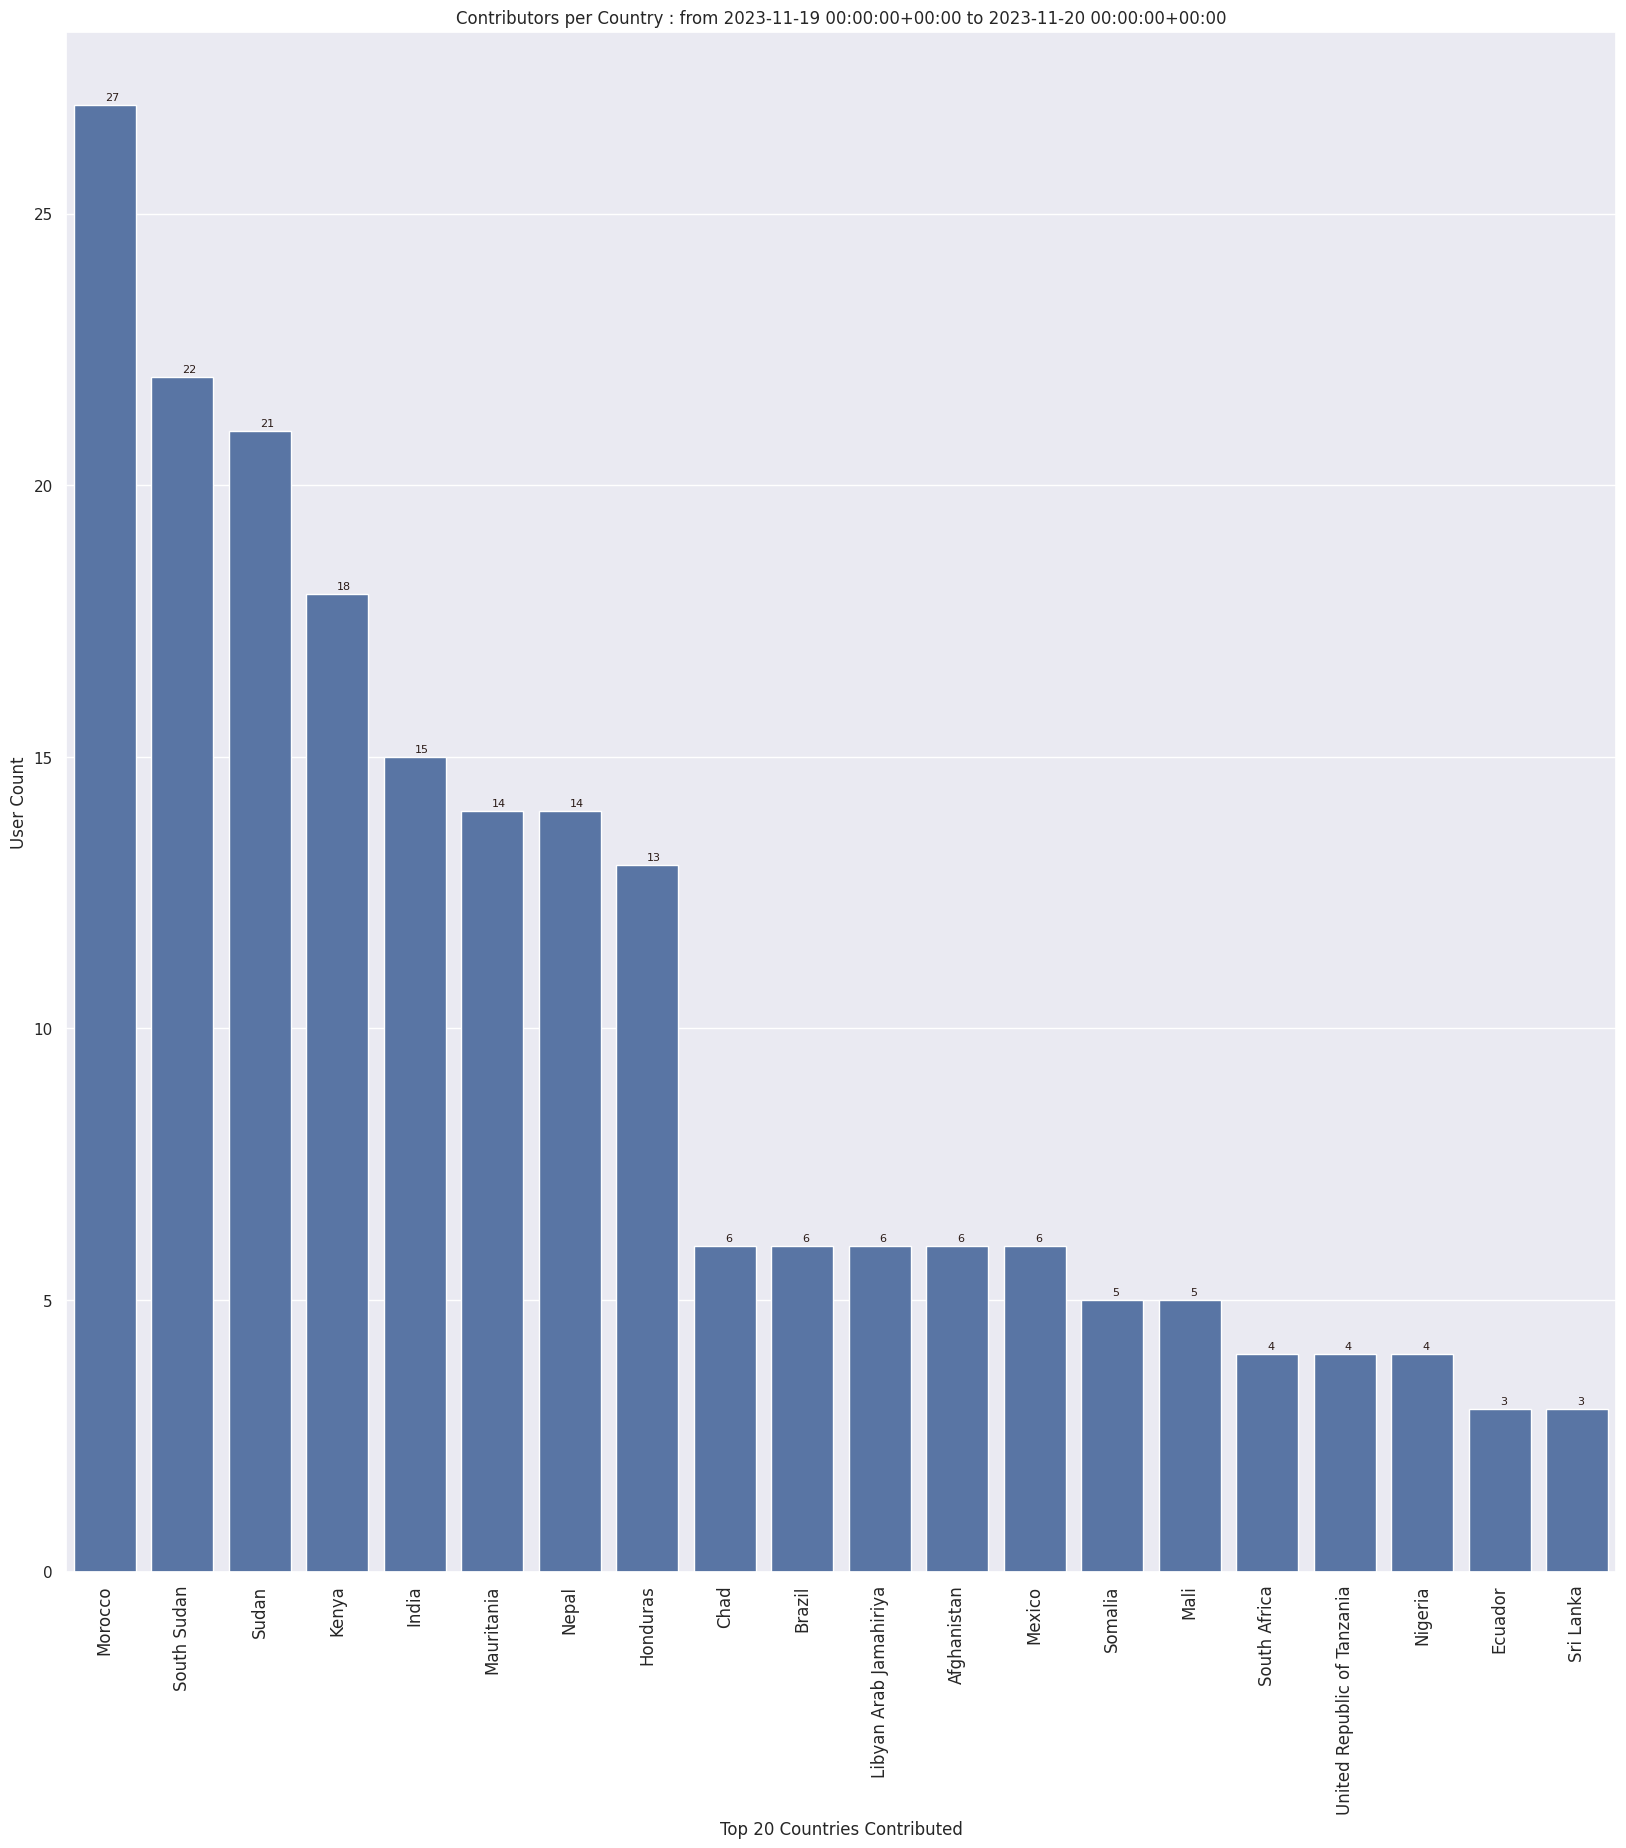 Contributors per Country : from 2023-11-19 00:00:00+00:00 to 2023-11-20 00:00:00+00:00
User Count
25
20
15
10
5
0
27
22
21
18
15
14
14
13
6
6
6
6
6
5
5
4
4
4
3
3
Morocco
South Sudan
Sudan
Kenya
India
Mauritania
Nepal
Honduras
Chad
Brazil
Libyan Arab Jamahiriya
Afghanistan
Mexico
Somalia
Mali
South Africa
United Republic of Tanzania
Nigeria
Ecuador
Sri Lanka
Top 20 Countries Contributed